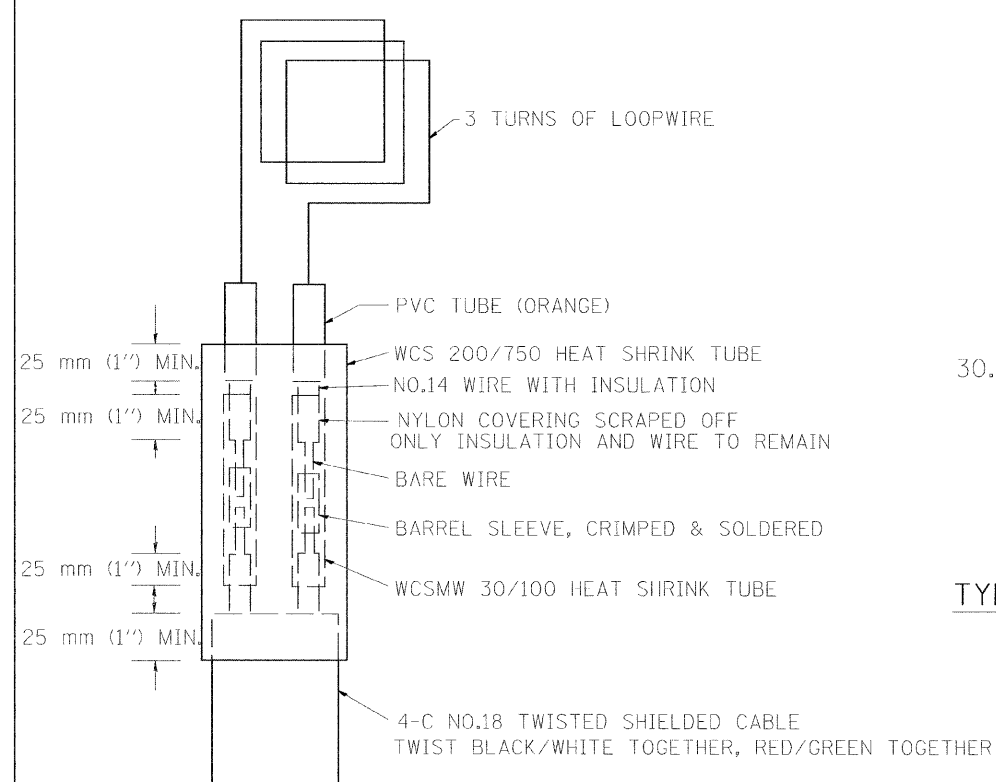 3 TURNS OF LOOPWIRE
PVC TUBE (ORANGE)
25 mm (1'') MIN.
WCS 200/750 HEAT SHRINK TUBE
30.
NO.14 WIRE WITH INSULATION
25 mm (1'') MIN.
NYLON COVERING SCRAPED OFF
ONLY INSULATION AND WIRE TO REMAIN
BARE WIRE
BARREL SLEEVE, CRIMPED & SOLDERED
25 mm (1'') MIN.
WCSMW 30/100 HEAT SHRINK TUBE
25 mm (1'') MIN.
4-C NO.18 TWISTED SHIELDED CABLE
TWIST BLACK/WHITE TOGETHER, RED/GREEN TOGETHER